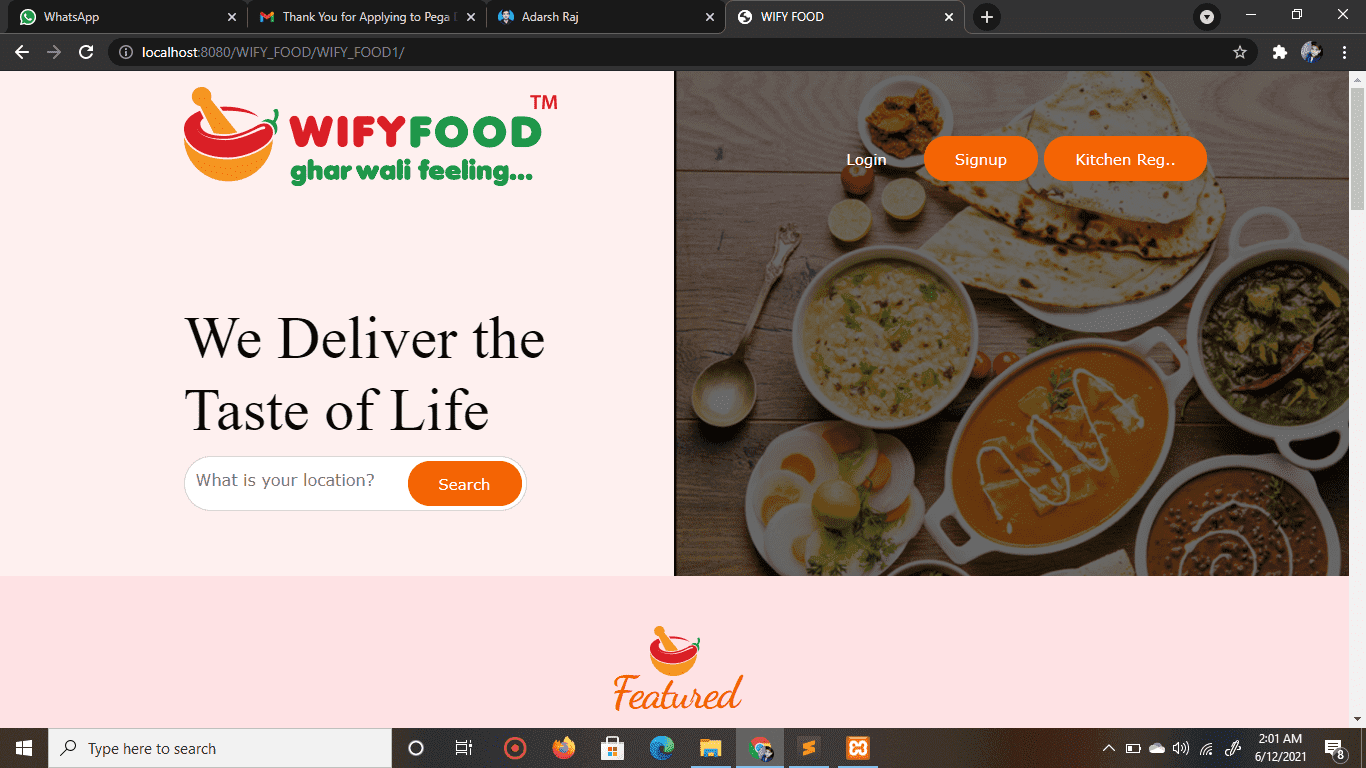 WhatsApp
Thank You for Applying to Pega
Adarsh Raj
WIFY FOOD
localhost:8080/WIFY_FOOD/WIFY_FOOD1/
WIFYFOOD TM
ghar wali feeling...
Login
Signup
Kitchen Reg..
We Deliver the
Taste of Life
What is your location?
Search
Featured
Type here to search
2:01 AM
6/12/2021
8